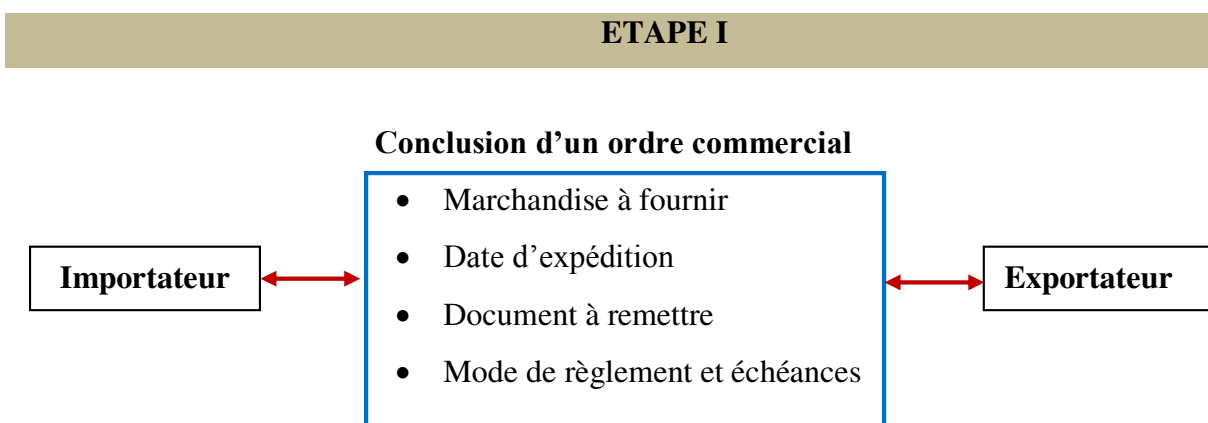 ETAPE I
Conclusion d’un ordre commercial
• Marchandise à fournir
• Date d’expédition
Importateur
Exportateur
• Document à remettre
• Mode de règlement et échéances